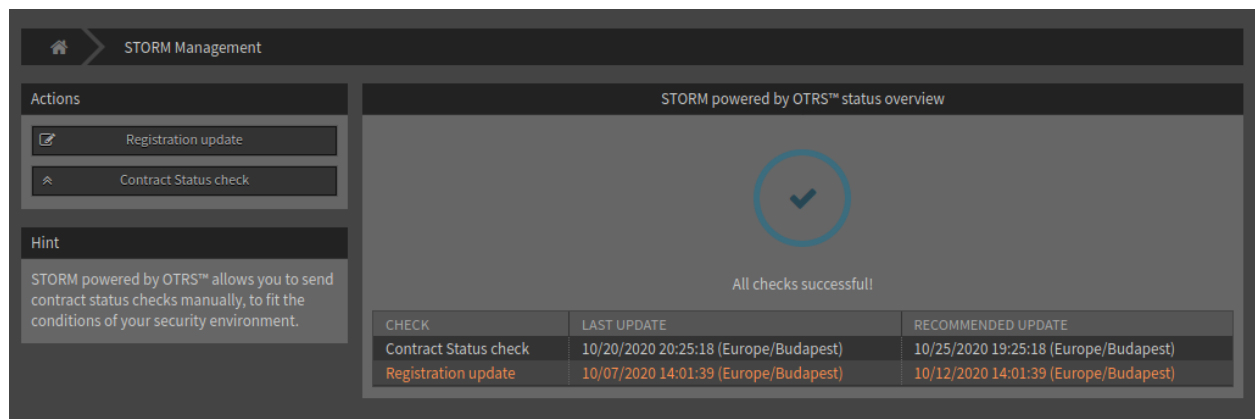 STORM Management
Actions
Registration update
Contract Status check
Hint
STORM powered by OTRS™ allows you to send
contract status checks manually, to fit the
conditions of your security environment.
STORM powered by OTRS™ status overview
All checks successful!
CHECK LAST UPDATE RECOMMENDED UPDATE
Contract Status check 10/20/2020 20:25:18 (Europe/Budapest) 10/25/2020 19:25:18 (Europe/Budapest)
Registration update 10/07/2020 14:01:39 (Europe/Budapest) 10/12/2020 14:01:39 (Europe/Budapest)